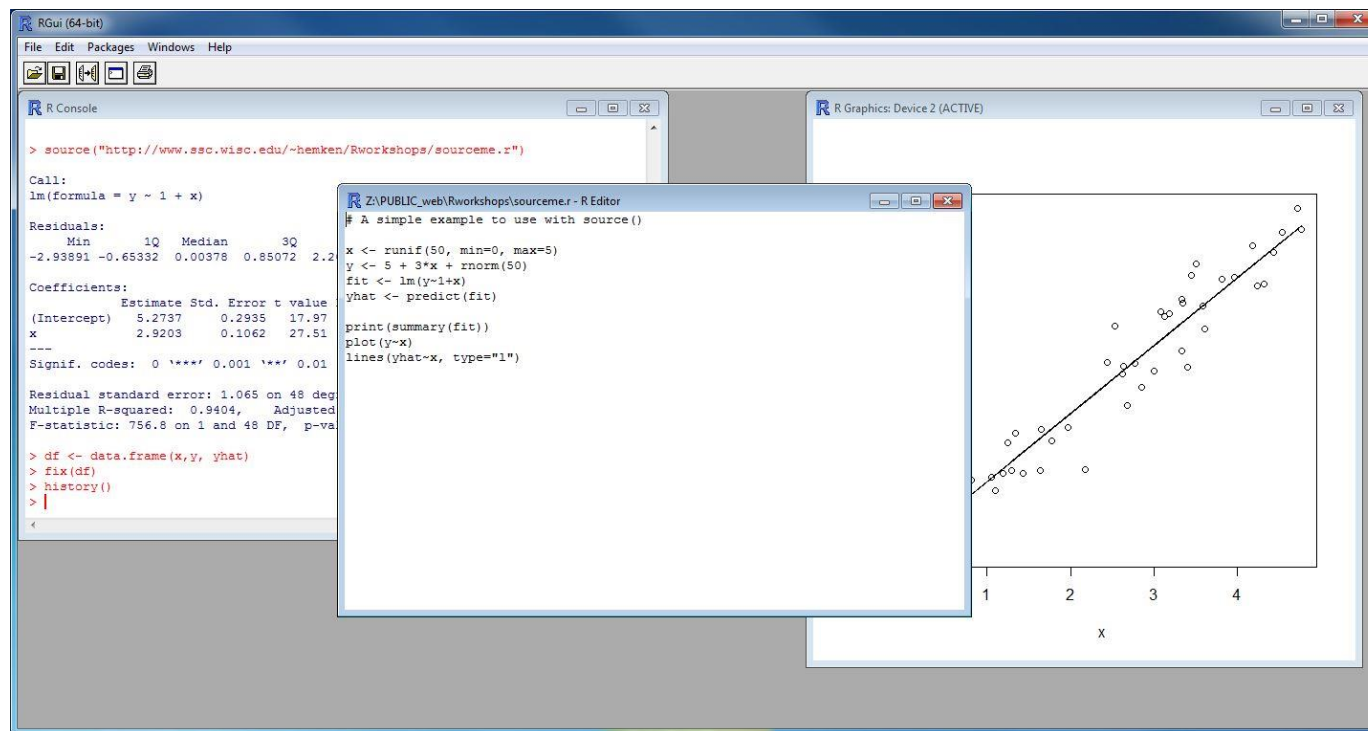 RGui (64-bit)
File Edit Packages Windows Help
R Console
> source("http://www.ssc.wisc.edu/~hemken/Rworkshops/sourceme.r")
Call:
lm(formula = y ~ 1 + x)
Residuals:
Min 1Q Median 3Q
-2.93891 -0.65332 0.00378 0.85072
Coefficients:
Estimate Std. Error t value
(Intercept) 5.2737 0.2935 17.97
x 2.9203 0.1062 27.51
---
Signif. codes: 0 ‘***’ 0.001 ‘**’ 0.01
Residual standard error: 1.065 on 48
Multiple R-squared: 0.9404, Adjusted
F-statistic: 756.8 on 1 and 48 DF,
> df <- data.frame(x,y, yhat)
> fix(df)
> history()
>
Z:\PUBLIC_web\Rworkshops\sourceme.r - R Editor
# A simple example to use with source()
x <- runif(50, min=0, max=5)
y <- 5 + 3*x + rnorm(50)
fit <- lm(y~1+x)
yhat <- predict(fit)
print(summary(fit))
plot(y~x)
lines(yhat~x, type="l")
R Graphics: Device 2 (ACTIVE)
1 2 3 4
x